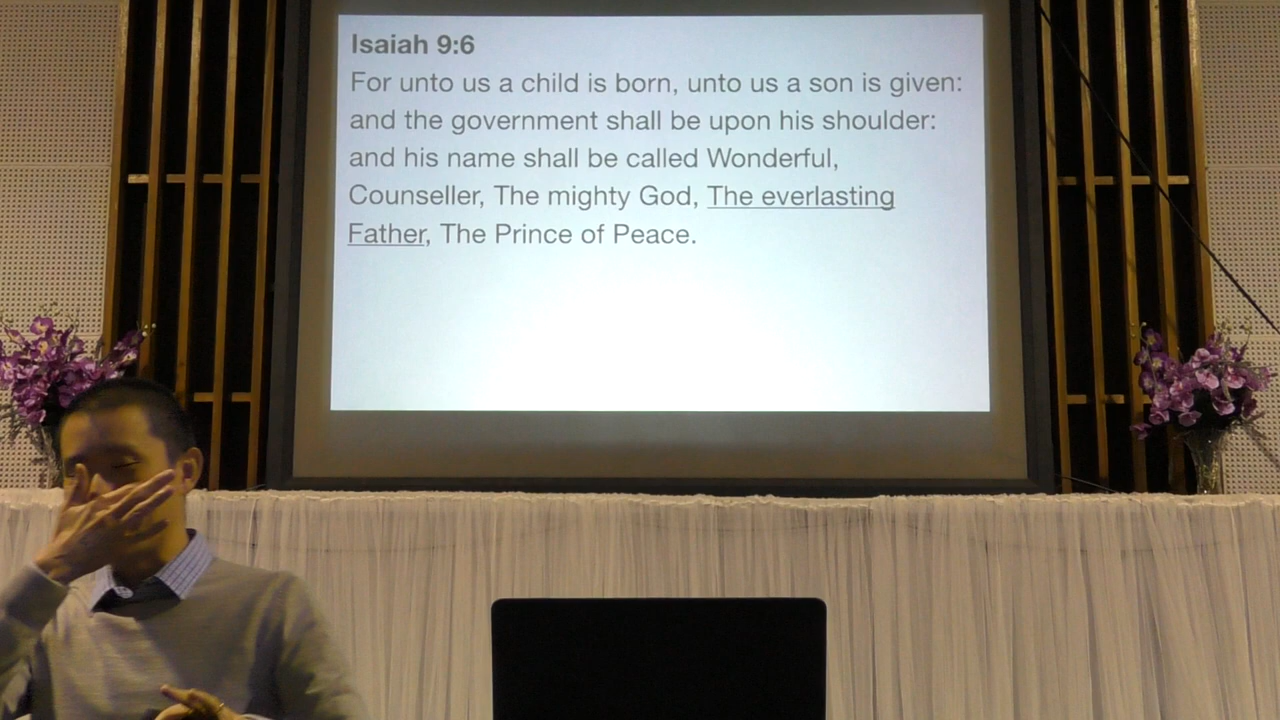 Isaiah 9:6
For unto us a child is born, unto us a son is given:
and the government shall be upon his shoulder:
and his name shall be called Wonderful,
Counseller, The mighty God, The everlasting
Father, The Prince of Peace.